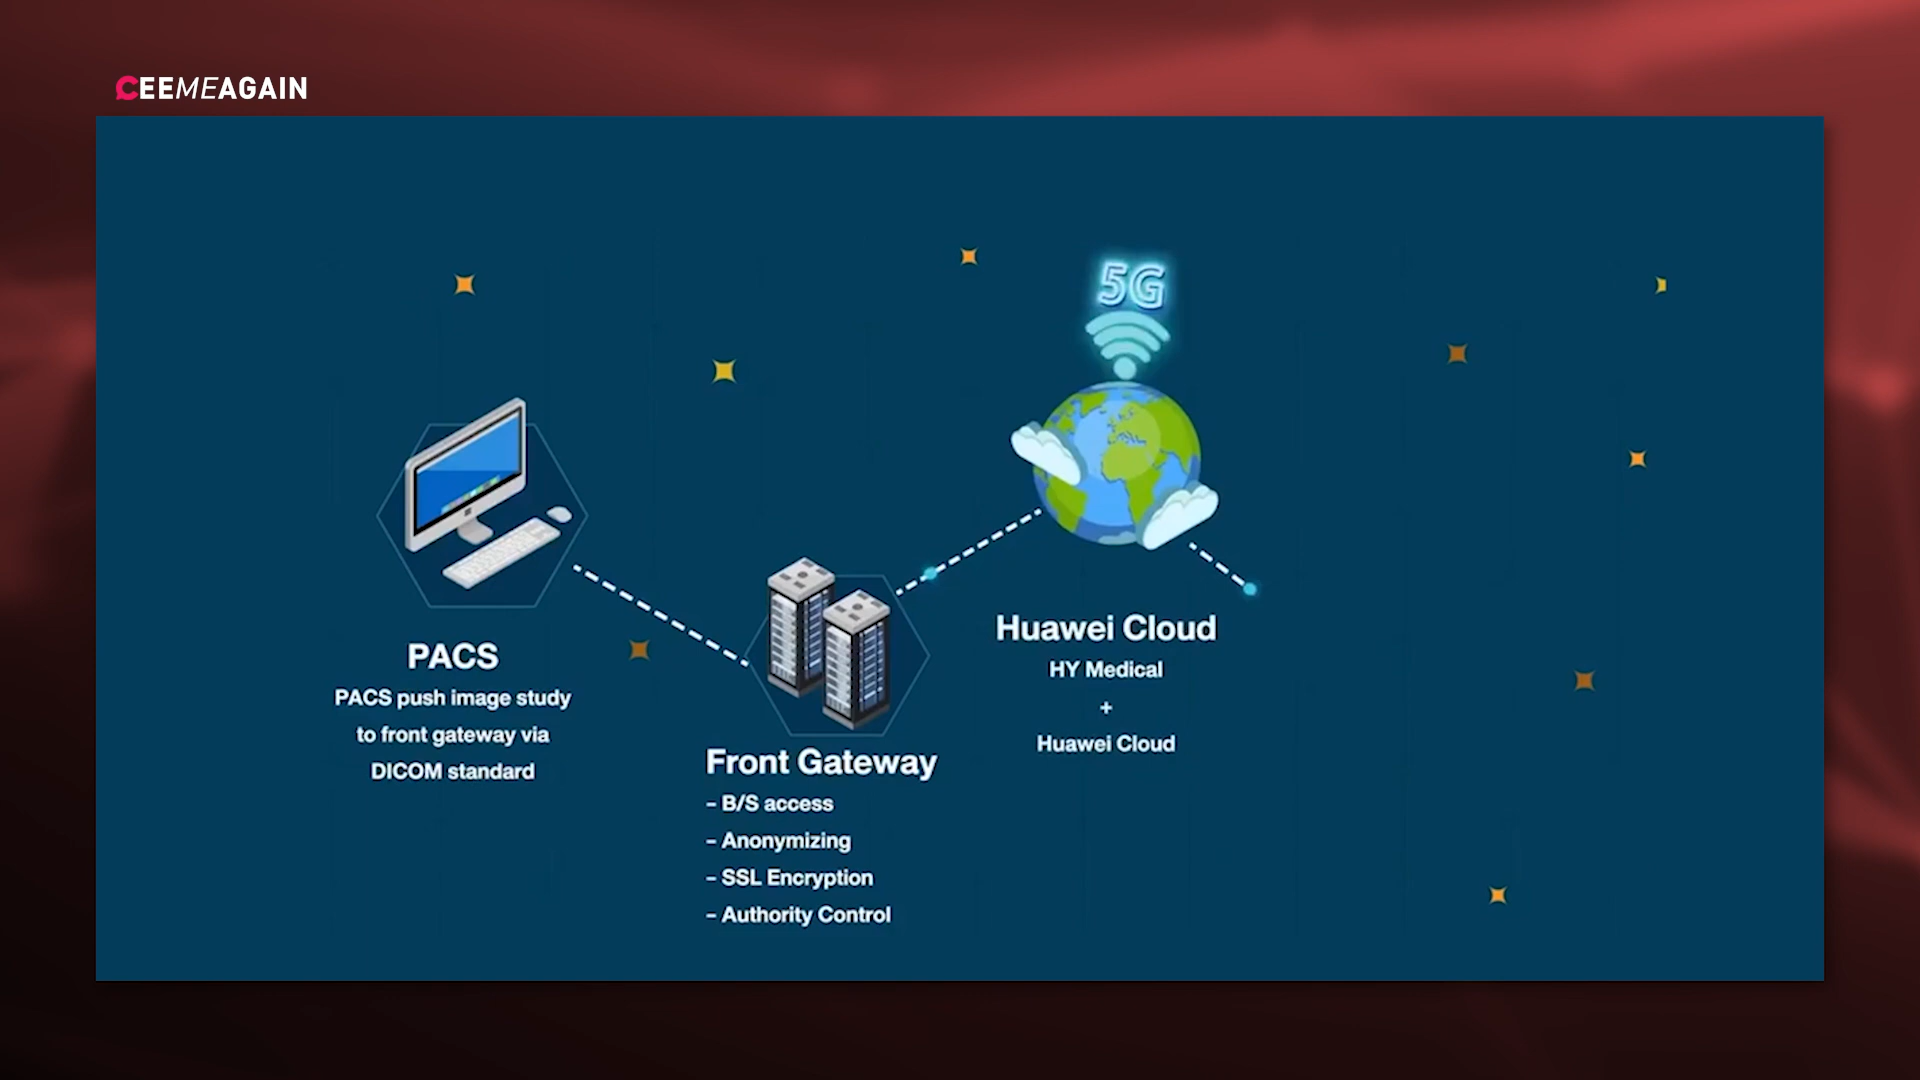 CEEMEAGAIN
5G
PACS
PACS push image study
to front gateway via
DICOM standard
Front Gateway
- B/S access
- Anonymizing
- SSL Encryption
- Authority Control
Huawei Cloud
HY Medical
+
Huawei Cloud